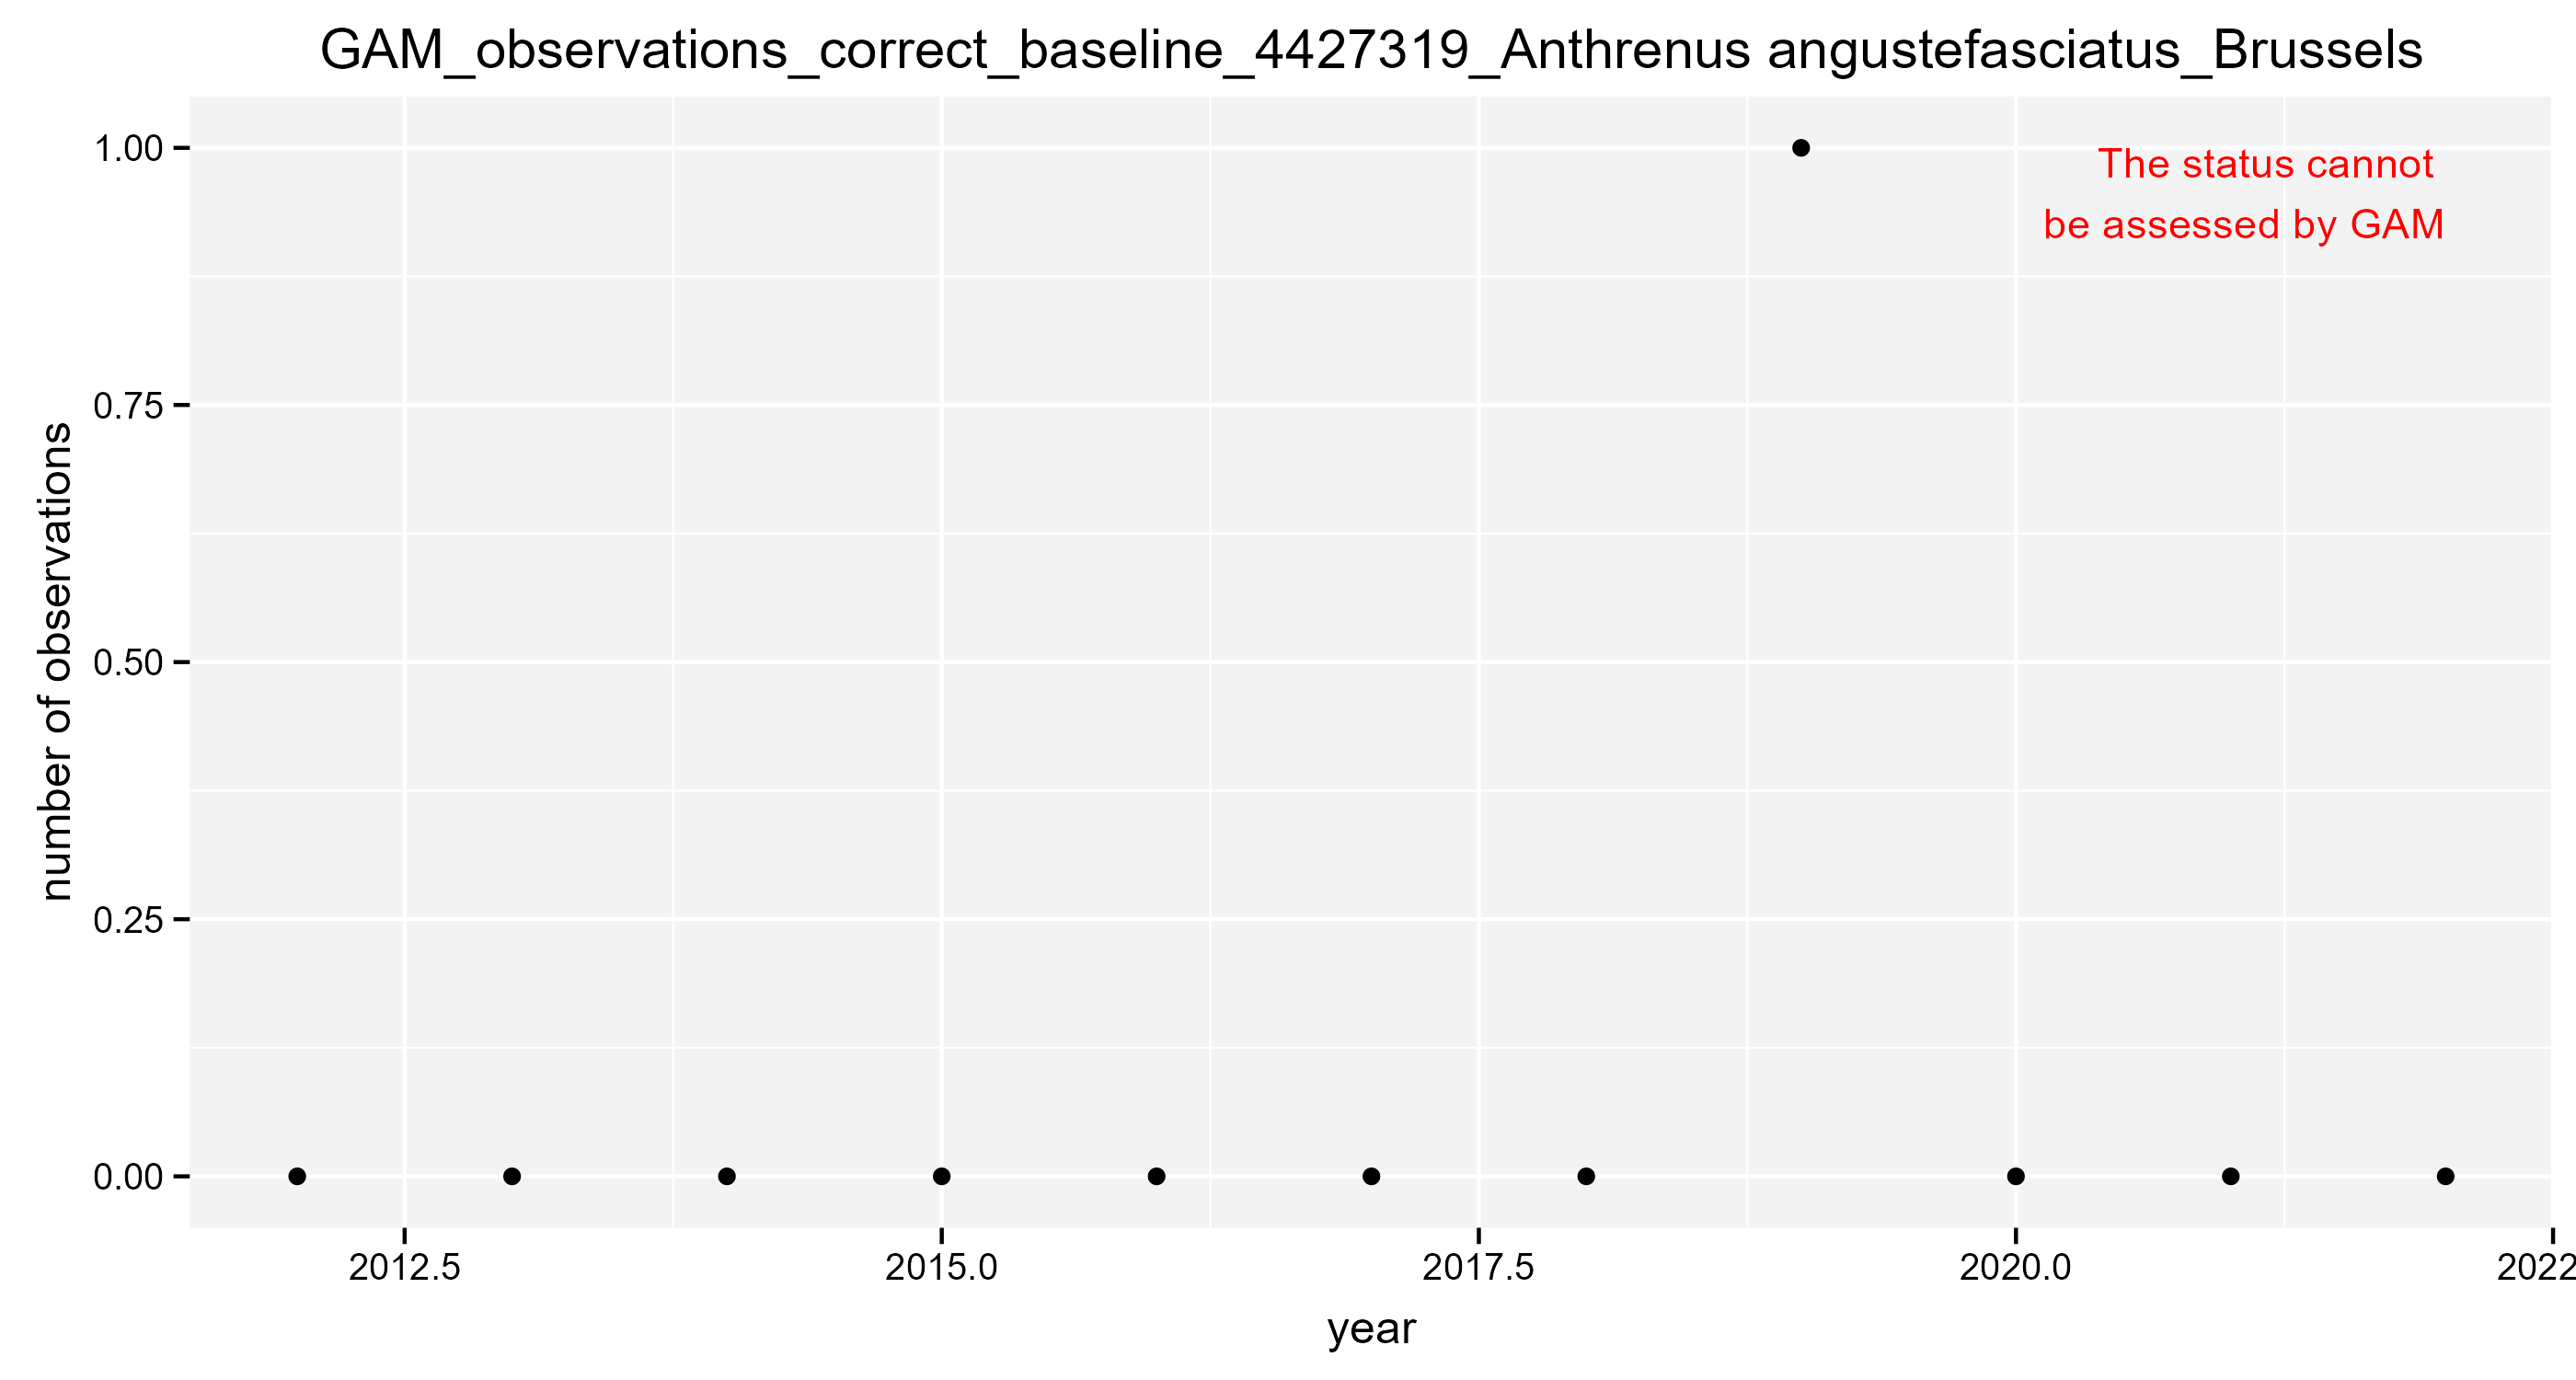 GAM_observations_correct_baseline_4427319_Anthrenus angustefasciatus_Brussels
The status cannot
be assessed by GAM
number of observations
1.00
0.75
0.50
0.25
0.00
2012.5
2015.0
2017.5
2020.0
2022
year